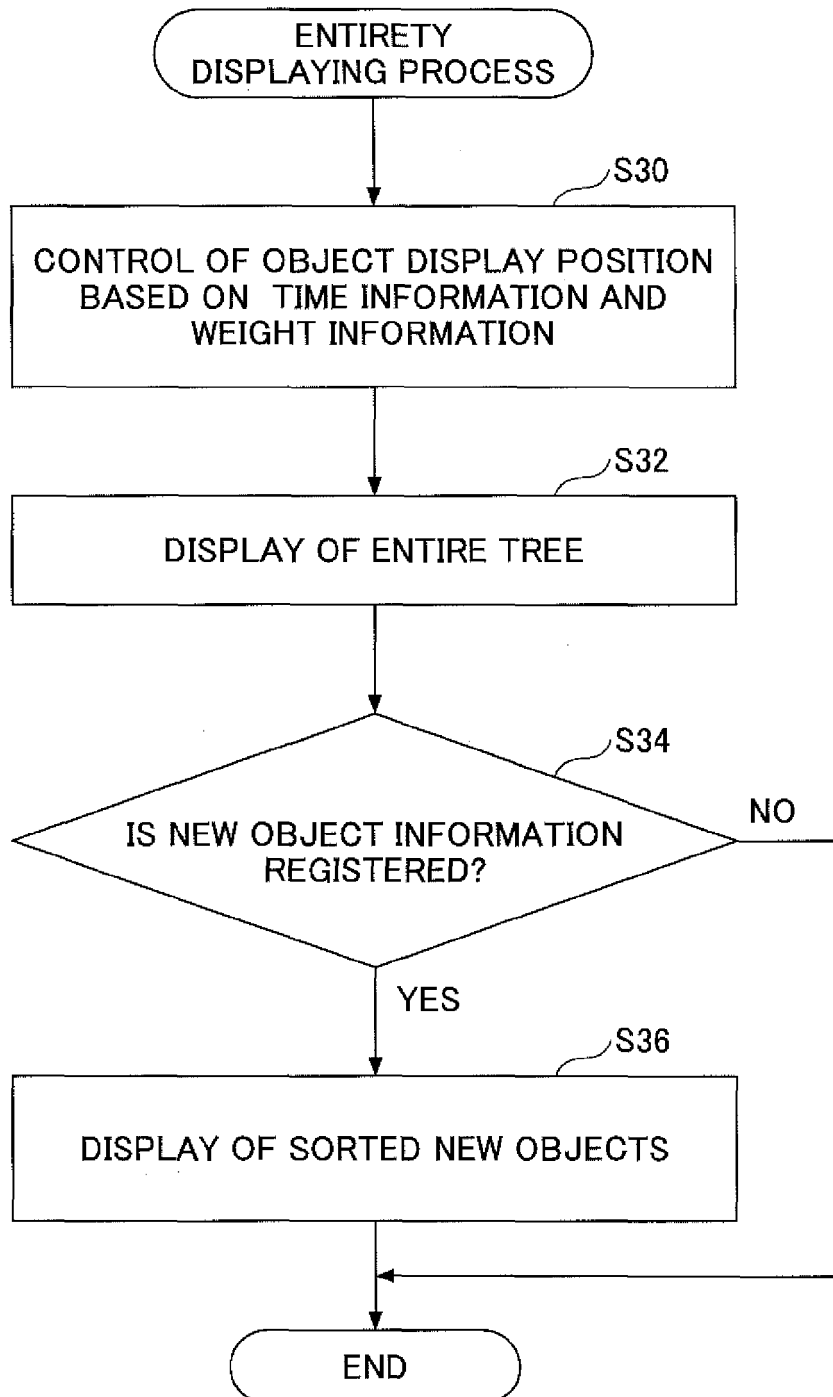 ENTIRETY
DISPLAYING PROCESS
S30
CONTROL OF OBJECT DISPLAY POSITION
BASED ON TIME INFORMATION AND
WEIGHT INFORMATION
S32
DISPLAY OF ENTIRE TREE
S34
IS NEW OBJECT INFORMATION
REGISTERED?
NO
YES
S36
DISPLAY OF SORTED NEW OBJECTS
END